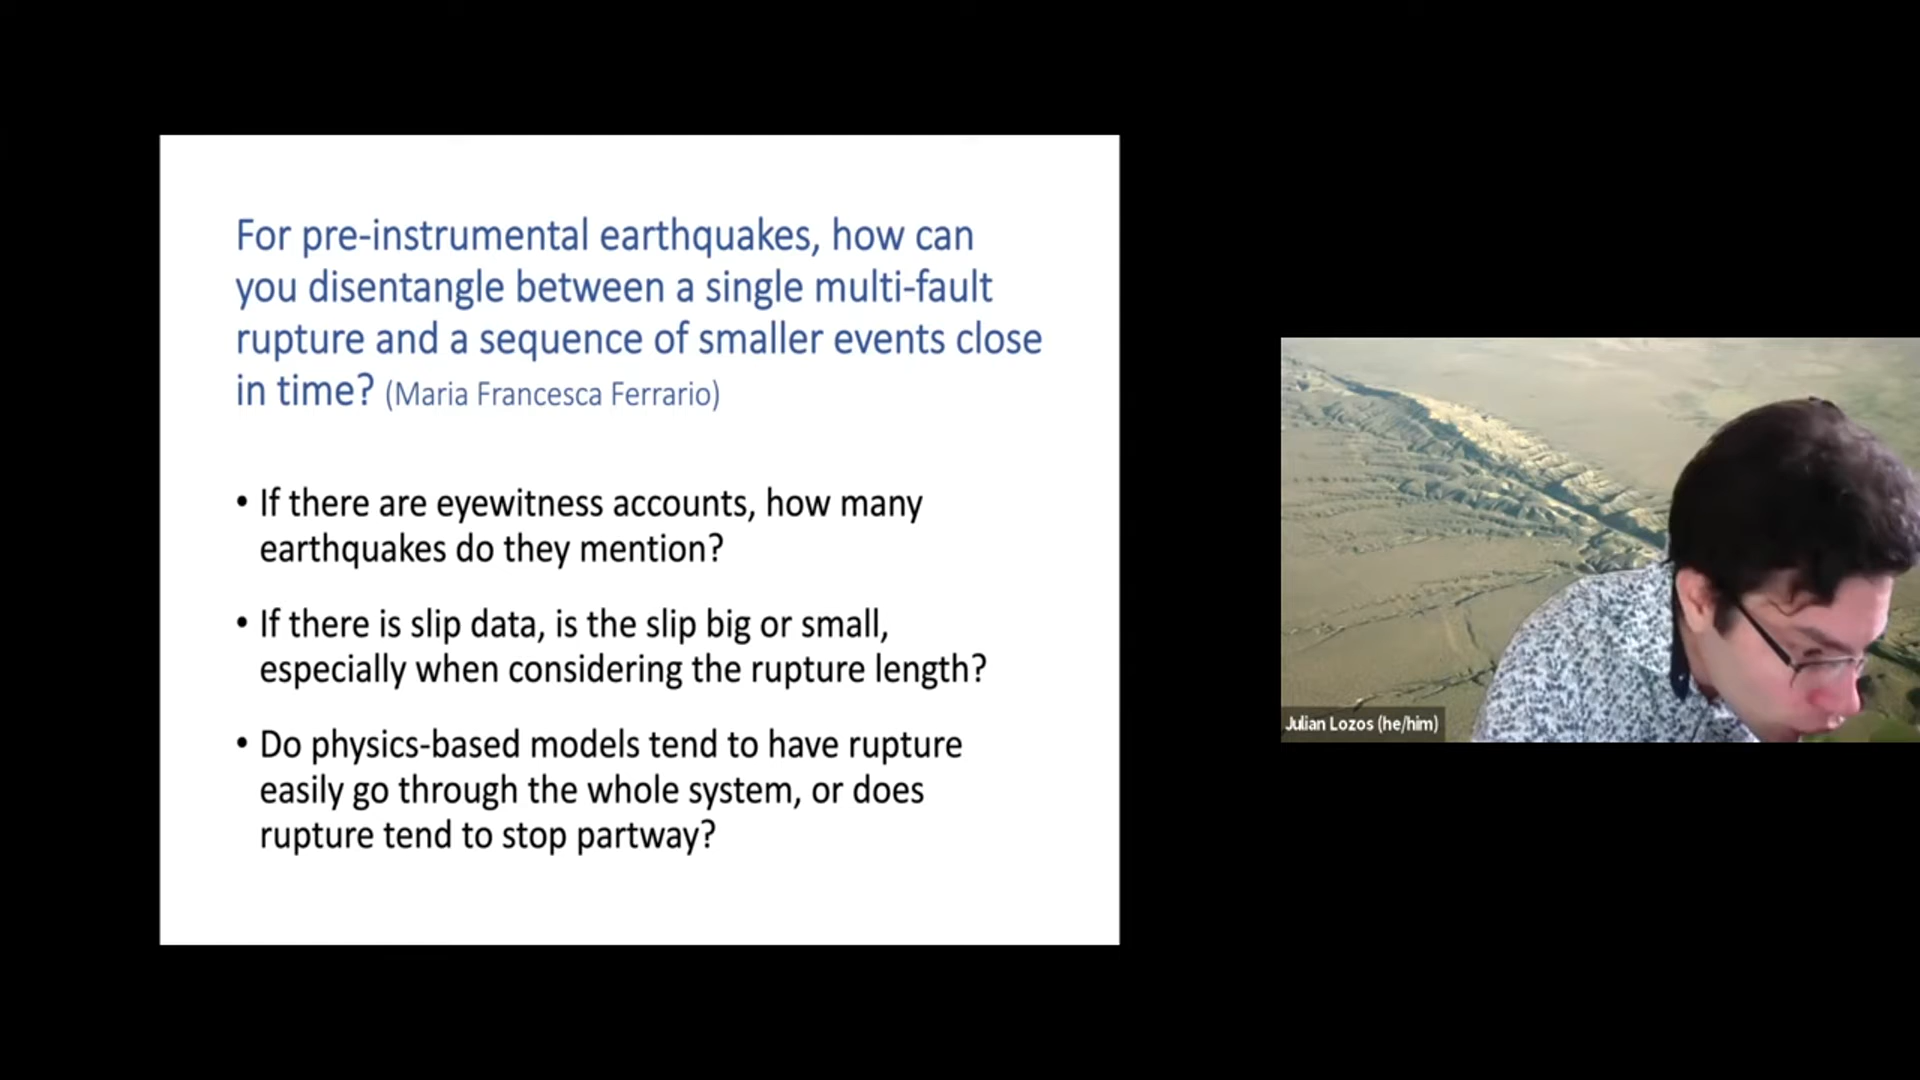 For pre-instrumental earthquakes, how can
you disentangle between a single multi-fault
rupture and a sequence of smaller events close
in time? (Maria Francesca Ferrario)
• If there are eyewitness accounts, how many
earthquakes do they mention?
• If there is slip data, is the slip big or small,
especially when considering the rupture length?
• Do physics-based models tend to have rupture
easily go through the whole system, or does
rupture tend to stop partway?
Julian Lozos (he/him)